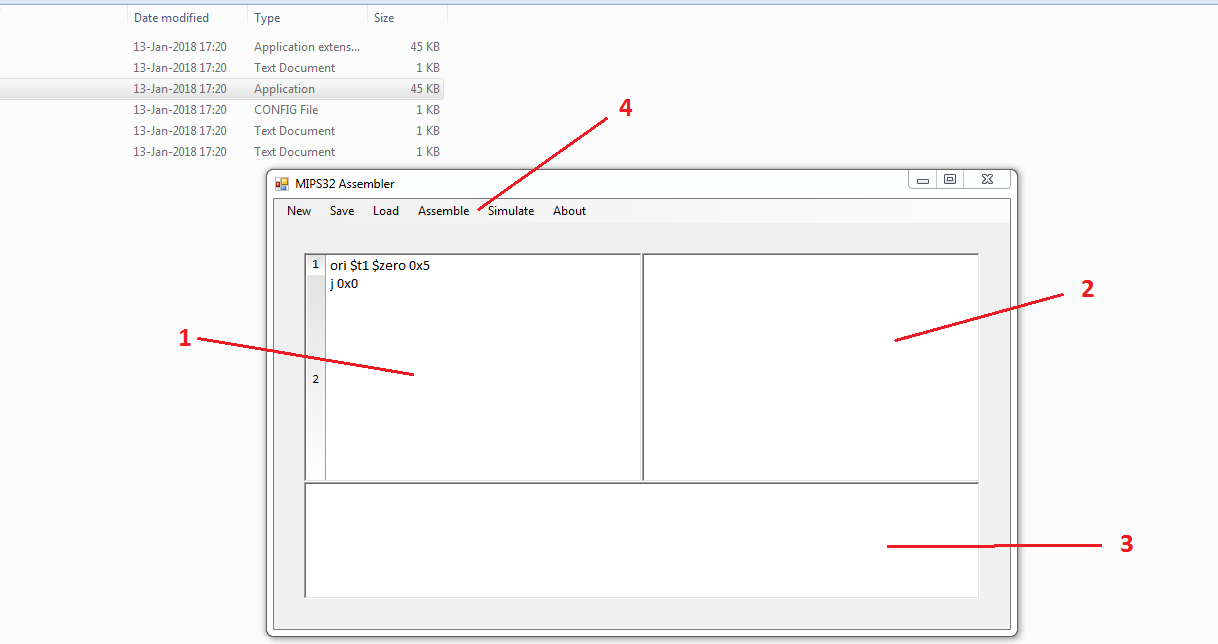 Date modified Type Size
13-Jan-2018 17:20 Application extens... 45 KB
13-Jan-2018 17:20 Text Document 1 KB
13-Jan-2018 17:20 Application 45 KB
13-Jan-2018 17:20 CONFIG File 1 KB
13-Jan-2018 17:20 Text Document 1 KB
13-Jan-2018 17:20 Text Document 1 KB
4
MIPS32 Assembler
New Save Load Assemble Simulate About
1 ori $t1 $zero 0x5
j 0x0
2
1
2
3